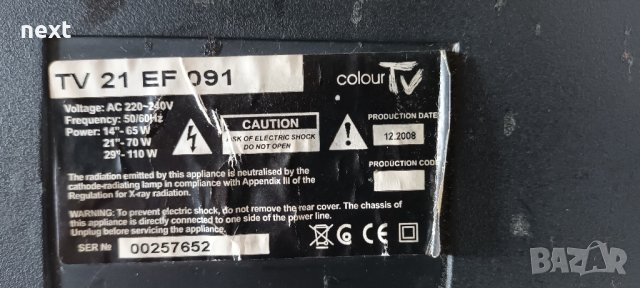 next
TV 21 EF 091
colour TV
Voltage: AC 220~240V
Frequency: 50/60Hz
Power: 14"- 65 W
21"- 70 W
29"- 110 W
CAUTION
RISK OF ELECTRIC SHOCK
DO NOT OPEN
PRODUCTION DATE
12.2008
PRODUCTION CODE
The radiation emitted by this appliance is neutralised by the
cathode-radiating lamp in compliance with Appendix III of the
Regulation for X-ray radiation.
WARNING: To prevent electric shock, do not remove the rear cover. The chassis of
this appliance is directly connected to one side of the power line.
Unplug before servicing the appliance.
SER № 00257652
CE
BAZAR